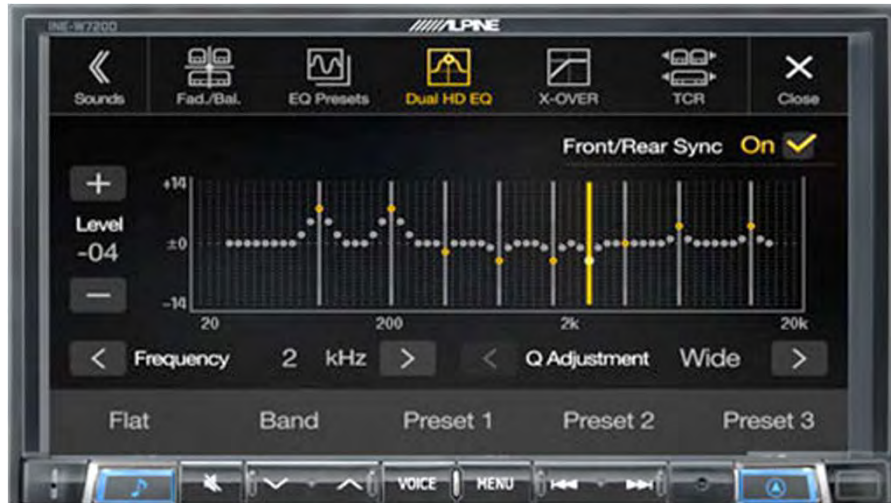 INE-W720D
ALPINE
Sounds
Fad./Bal.
EQ Presets
Dual HD EQ
X-OVER
TCR
Close
Front/Rear Sync On
+14
Level
-04
±0
-14
20 200 2k 20k
Frequency 2 kHz
Q Adjustment Wide
Flat Band Preset 1 Preset 2 Preset 3
VOICE MENU